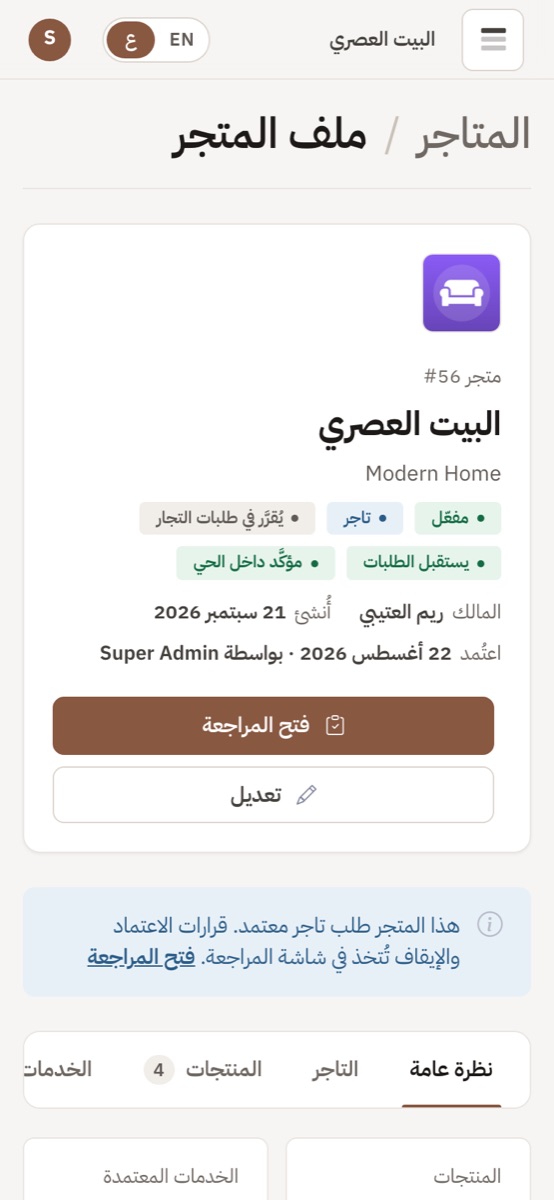 البيت العصري
EN ع
S
المتاجر / ملف المتجر
متجر 56#
البيت العصري
Modern Home
مفعّل
تاجر
يُقرَّر في طلبات التجار
يستقبل الطلبات
مؤكَّد داخل الحي
المالك ريم العتيبي أُنشئ 21 سبتمبر 2026
اعتُمد 22 أغسطس 2026 · بواسطة Super Admin
فتح المراجعة
تعديل
هذا المتجر طلب تاجر معتمد. قرارات الاعتماد
والإيقاف تُتخذ في شاشة المراجعة. فتح المراجعة
نظرة عامة التاجر المنتجات 4 الخدمات
المنتجات
الخدمات المعتمدة